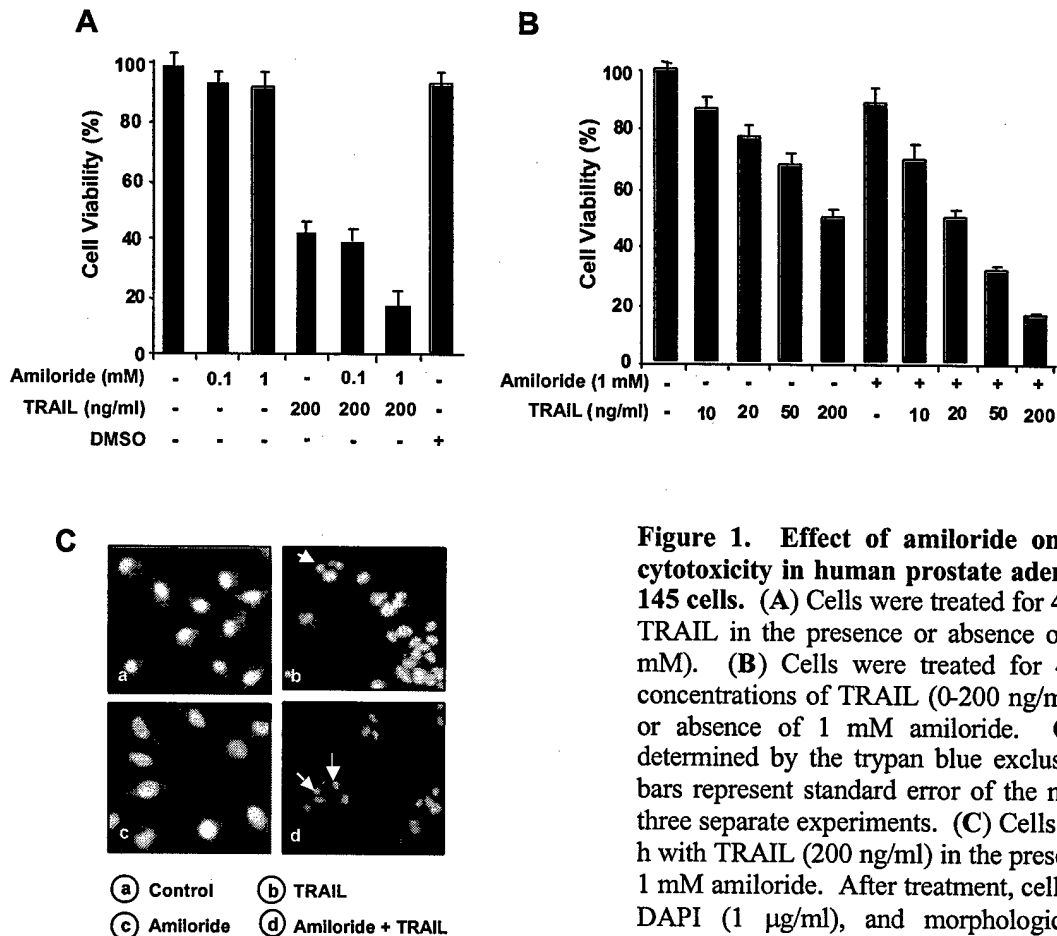 A
Cell Viability (%)
100
80
60
40
20
0
Amiloride (mM) - 0.1 1 - 0.1 1 -
TRAIL (ng/ml) - - - 200 200 200 -
DMSO - - - - - - +
B
Cell Viability (%)
100
80
60
40
20
0
Amiloride (1 mM) - - - - - + + + + +
TRAIL (ng/ml) - 10 20 50 200 - 10 20 50 200
C
a
b
c
d
a Control b TRAIL
c Amiloride d Amiloride + TRAIL
Figure 1. Effect of amiloride on
cytotoxicity in human prostate aden
145 cells. (A) Cells were treated for 4
TRAIL in the presence or absence o
mM). (B) Cells were treated for
concentrations of TRAIL (0-200 ng/m
or absence of 1 mM amiloride.
determined by the trypan blue exclus
bars represent standard error of the
three separate experiments. (C) Cells
h with TRAIL (200 ng/ml) in the prese
1 mM amiloride. After treatment, cell
DAPI (1 μg/ml), and morphologic